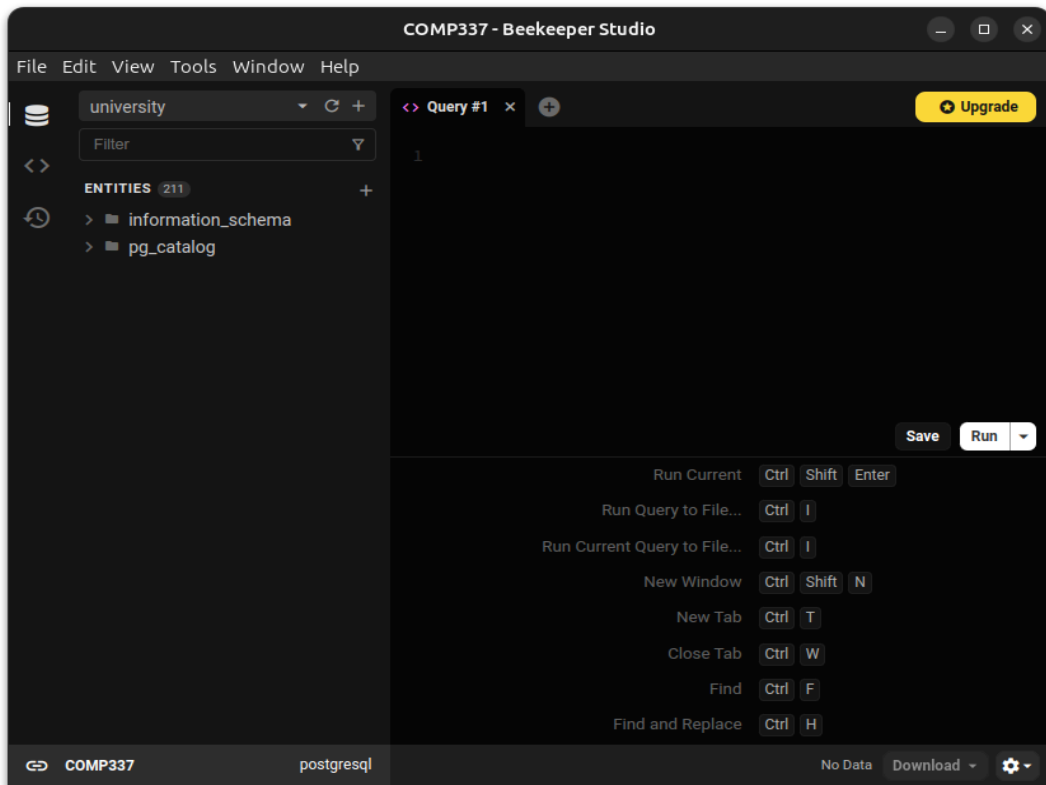 COMP337 - Beekeeper Studio
File Edit View Tools Window Help
university
Filter
ENTITIES 211
information_schema
pg_catalog
<> Query #1
Upgrade
1
Save Run
Run Current Ctrl Shift Enter
Run Query to File... Ctrl I
Run Current Query to File... Ctrl I
New Window Ctrl Shift N
New Tab Ctrl T
Close Tab Ctrl W
Find Ctrl F
Find and Replace Ctrl H
COMP337 postgresql
No Data Download